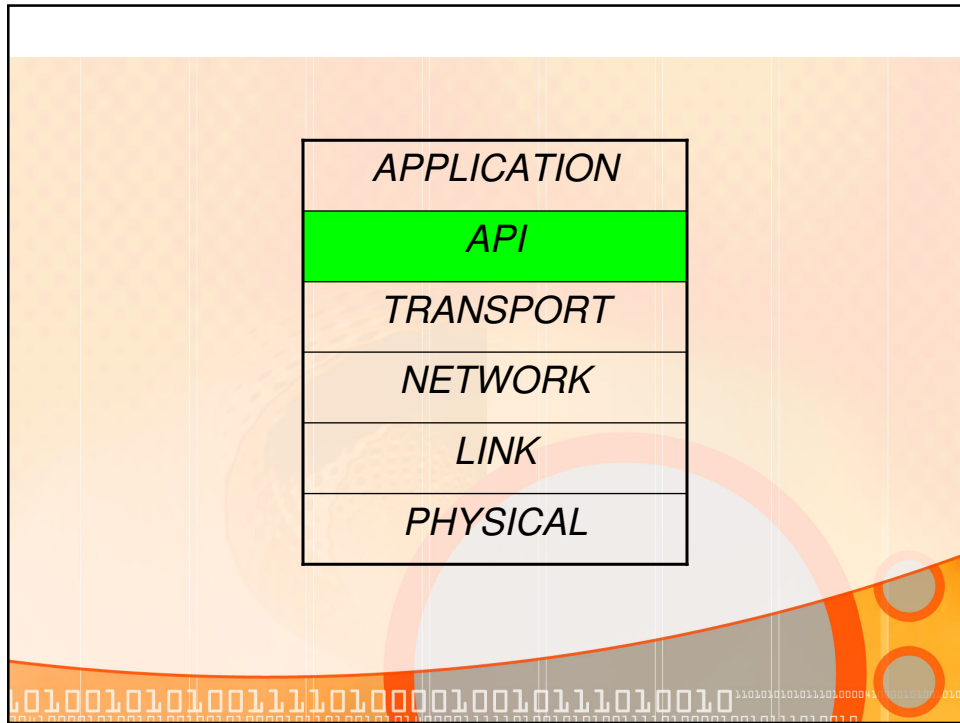 APPLICATION
API
TRANSPORT
NETWORK
LINK
PHYSICAL